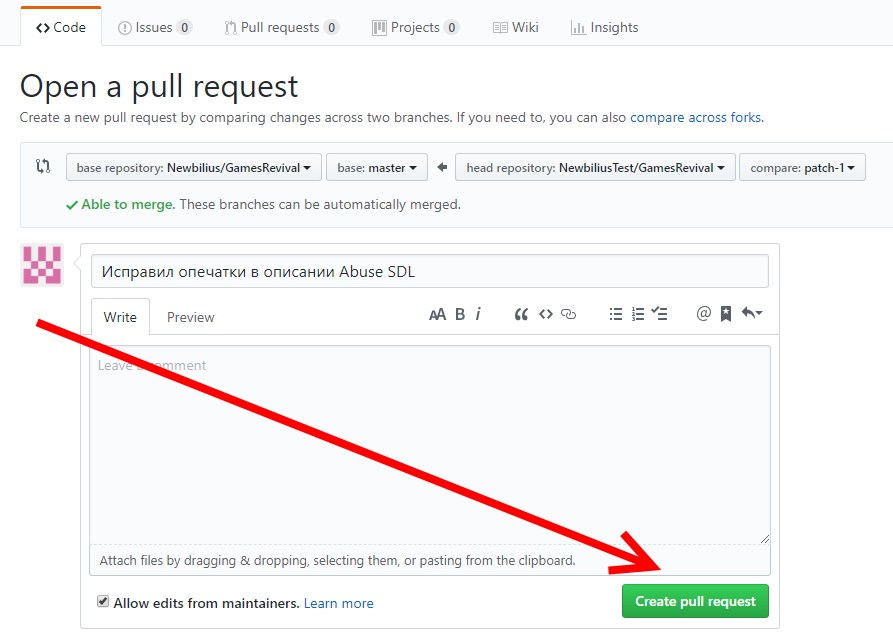 Code Issues 0 Pull requests 0 Projects 0 Wiki Insights
Open a pull request
Create a new pull request by comparing changes across two branches. If you need to, you can also compare across forks.
base repository: Newbilius/GamesRevival base: master head repository: NewbiliusTest/GamesRevival compare: patch-1
Able to merge. These branches can be automatically merged.
Исправил опечатки в описании Abuse SDL
Write Preview AA B i @
Leave a comment
Attach files by dragging & dropping, selecting them, or pasting from the clipboard.
Allow edits from maintainers. Learn more Create pull request